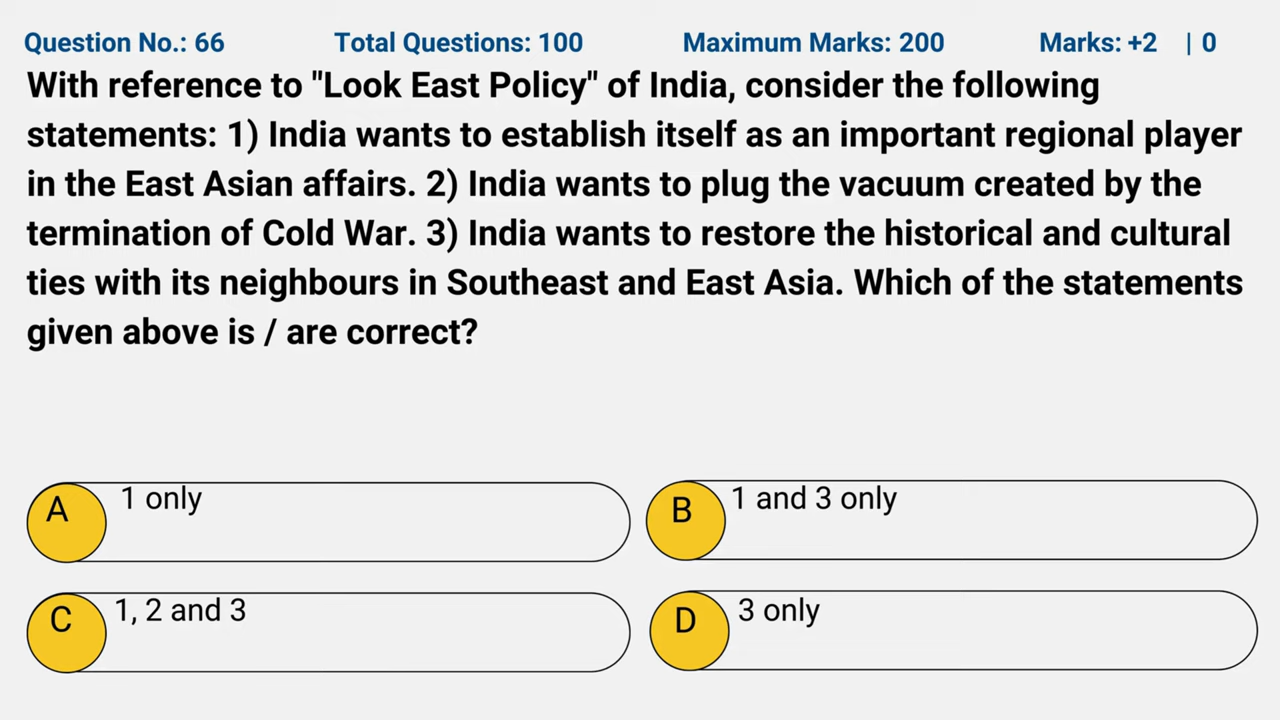 Question No.: 66 Total Questions: 100 Maximum Marks: 200 Marks: +2 | 0
With reference to "Look East Policy" of India, consider the following
statements: 1) India wants to establish itself as an important regional player
in the East Asian affairs. 2) India wants to plug the vacuum created by the
termination of Cold War. 3) India wants to restore the historical and cultural
ties with its neighbours in Southeast and East Asia. Which of the statements
given above is / are correct?
A 1 only
B 1 and 3 only
C 1, 2 and 3
D 3 only